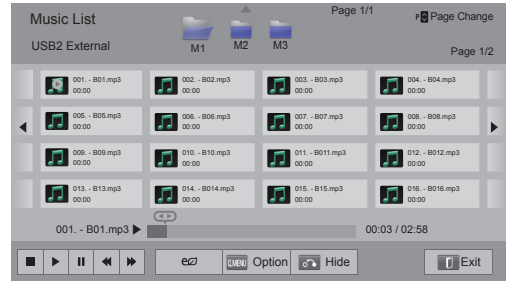 Music List
Page 1/1
Page Change
USB2 External
M1
M2
M3
Page 1/2
001. - B01.mp3
00:00
002. - B02.mp3
00:00
003. - B03.mp3
00:00
004. - B04.mp3
00:00
005. - B05.mp3
00:00
006. - B06.mp3
00:00
007. - B07.mp3
00:00
008. - B08.mp3
00:00
009. - B09.mp3
00:00
010. - B10.mp3
00:00
011. - B011.mp3
00:00
012. - B012.mp3
00:00
013. - B13.mp3
00:00
014. - B014.mp3
00:00
015. - B15.mp3
00:00
016. - B016.mp3
00:00
001. - B01.mp3
00:03 / 02:58
Q.MENU
Option
Hide
Exit